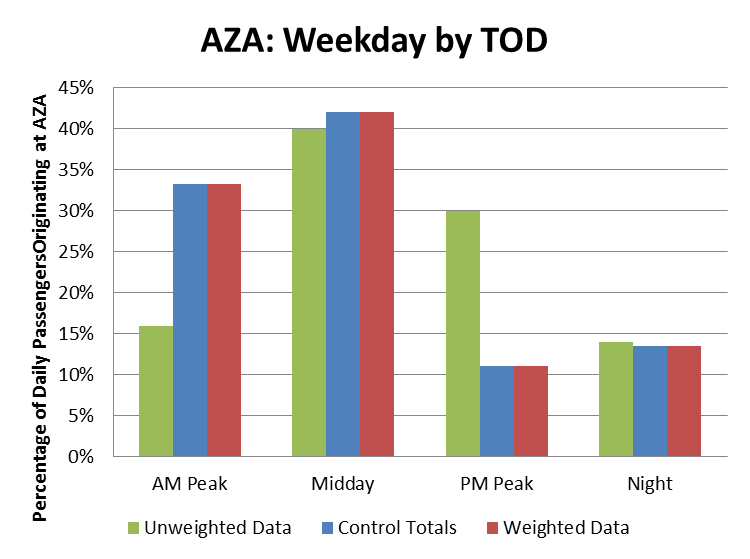 AZA: Weekday by TOD
Percentage of Daily PassengersOriginating at AZA
45%
40%
35%
30%
25%
20%
15%
10%
5%
0%
AM Peak Midday PM Peak Night
Unweighted Data Control Totals Weighted Data